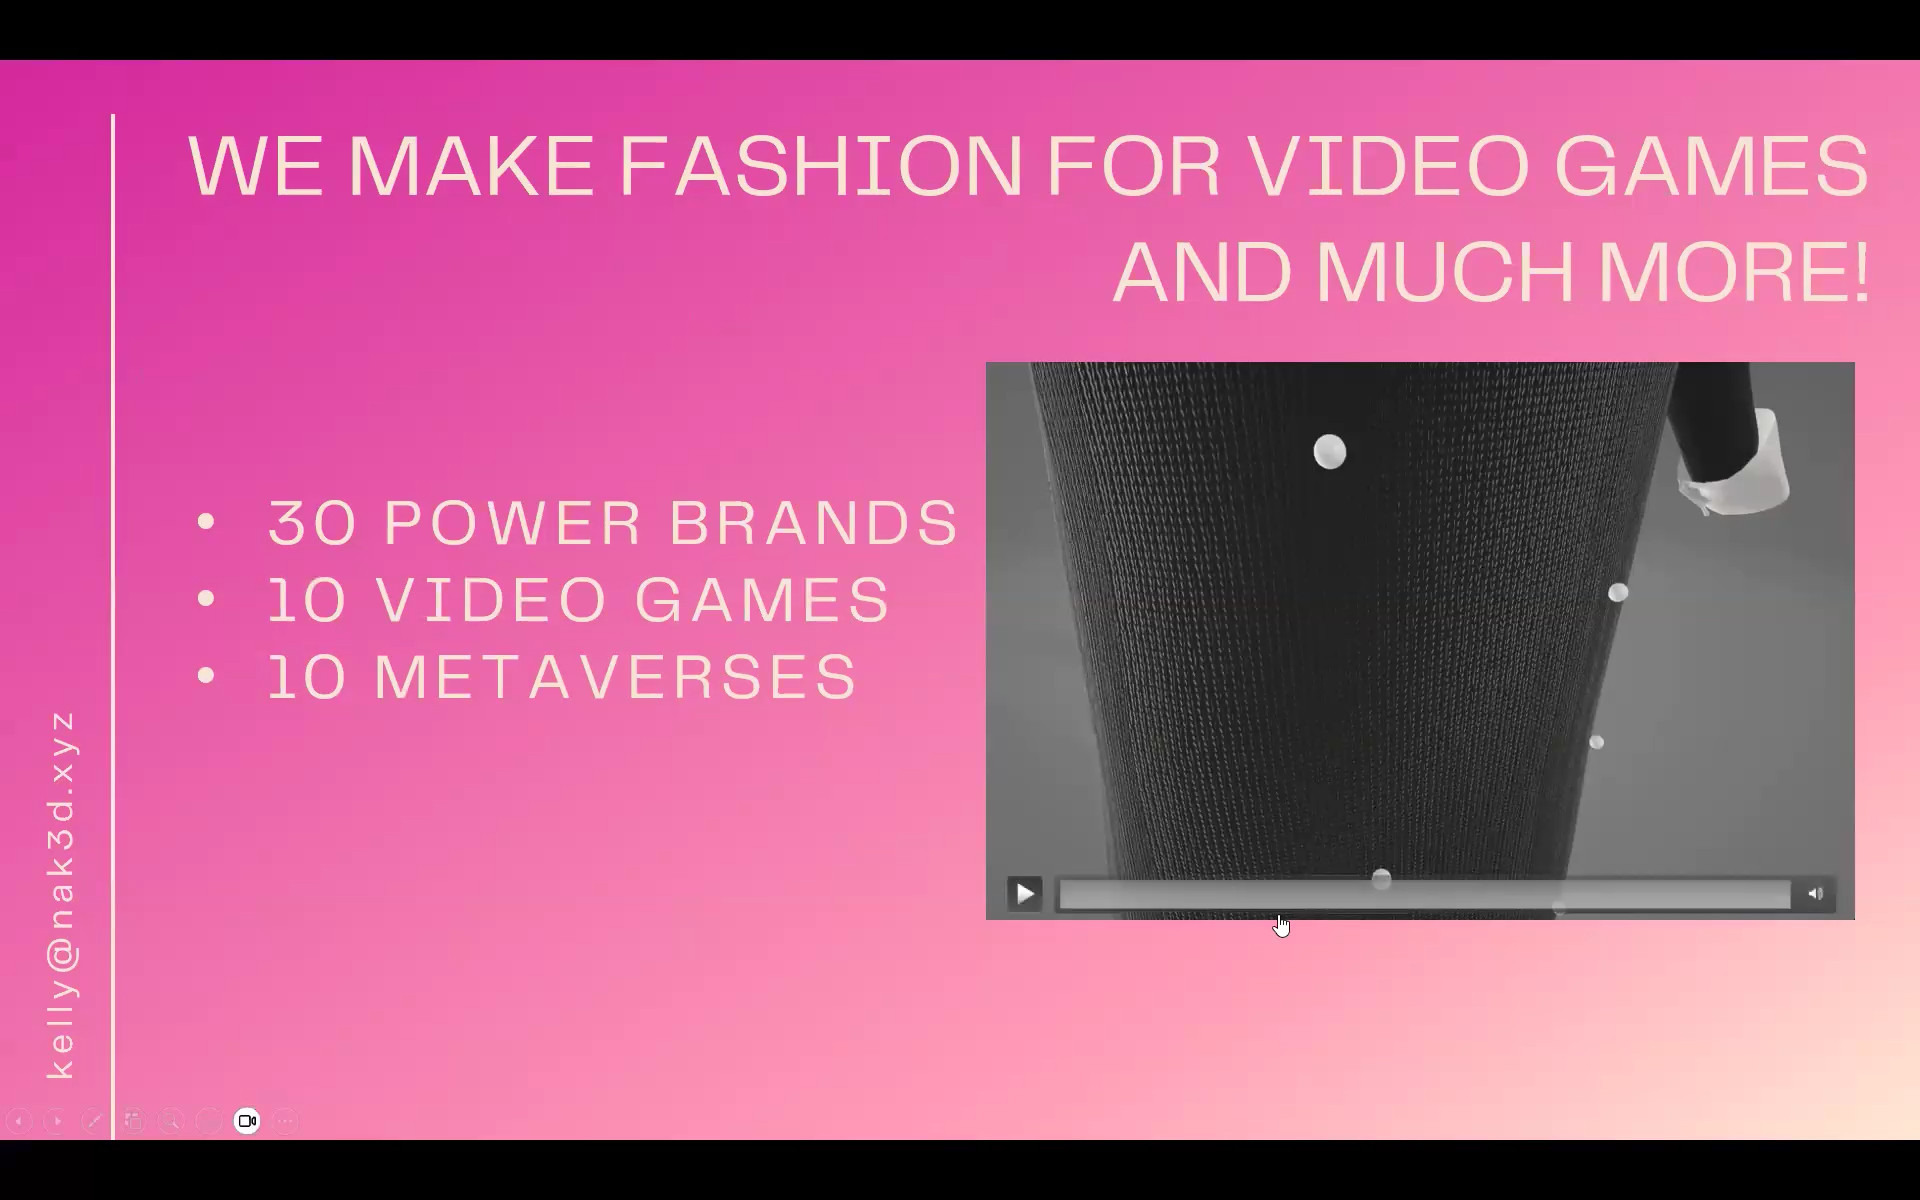 WE MAKE FASHION FOR VIDEO GAMES
AND MUCH MORE!
• 30 POWER BRANDS
• 10 VIDEO GAMES
• 10 METAVERSES
kelly@nak3d.xyz